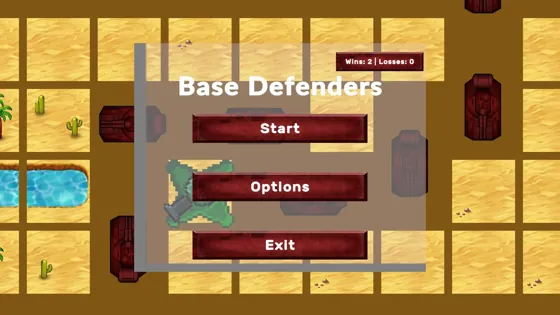 Wins: 2 | Losses: 0
Base Defenders
Start
Options
Exit